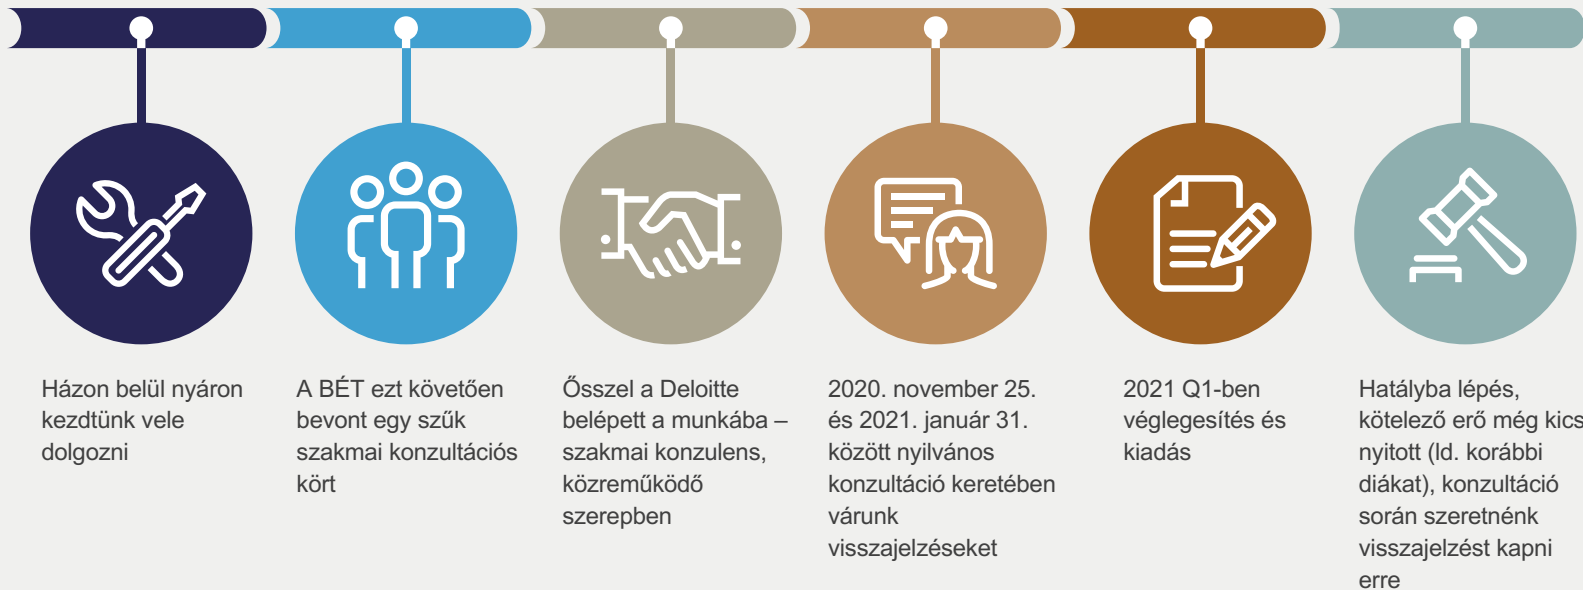 Házon belül nyáron
kezdtünk vele
dolgozni
A BÉT ezt követően
bevont egy szűk
szakmai konzultációs
kört
Ősszel a Deloitte
belépett a munkába –
szakmai konzulens,
közreműködő
szerepben
2020. november 25.
és 2021. január 31.
között nyilvános
konzultáció keretében
várunk
visszajelzéseket
2021 Q1-ben
véglegesítés és
kiadás
Hatályba lépés,
kötelező erő még kics
nyitott (ld. korábbi
diákat), konzultáció
során szeretnénk
visszajelzést kapni
erre